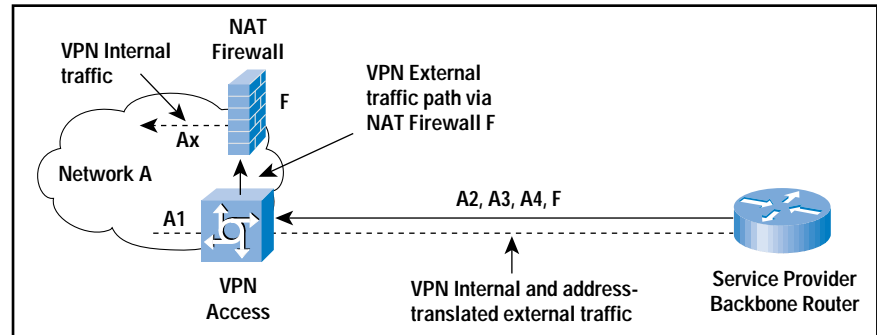 NAT
Firewall
VPN Internal
traffic
F
VPN External
traffic path via
NAT Firewall F
Ax
Network A
A1
A2, A3, A4, F
VPN
Access
VPN Internal and address-
translated external traffic
Service Provider
Backbone Router